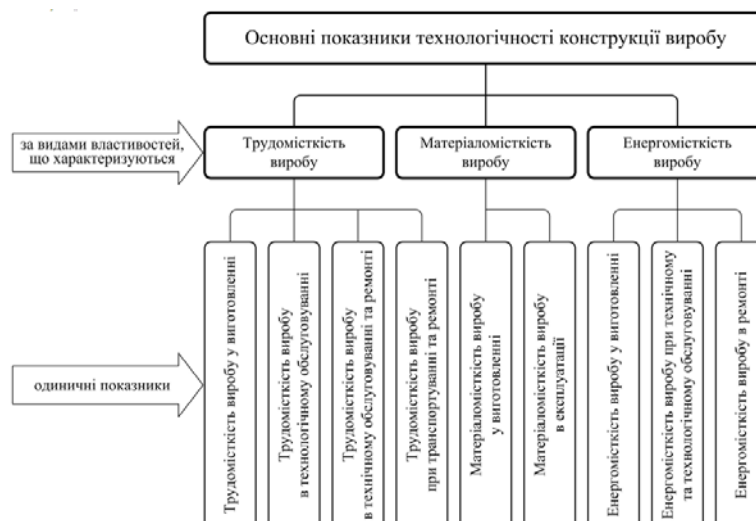 Основні показники технологічності конструкції виробу
за видами властивостей,
що характеризуються
Трудомісткість
виробу
Матеріаломісткість
виробу
Енергомісткість
виробу
одиничні показники
Трудомісткість виробу у виготовленні
Трудомісткість виробу
в технологічному обслуговуванні
Трудомісткість виробу
в технічному обслуговуванні та ремонті
Трудомісткість виробу
при транспортуванні та ремонті
Матеріаломісткість виробу
у виготовленні
Матеріаломісткість виробу
в експлуатації
Енергомісткість виробу у виготовленні
Енергомісткість виробу при технічному
та технологічному обслуговуванні
Енергомісткість виробу в ремонті